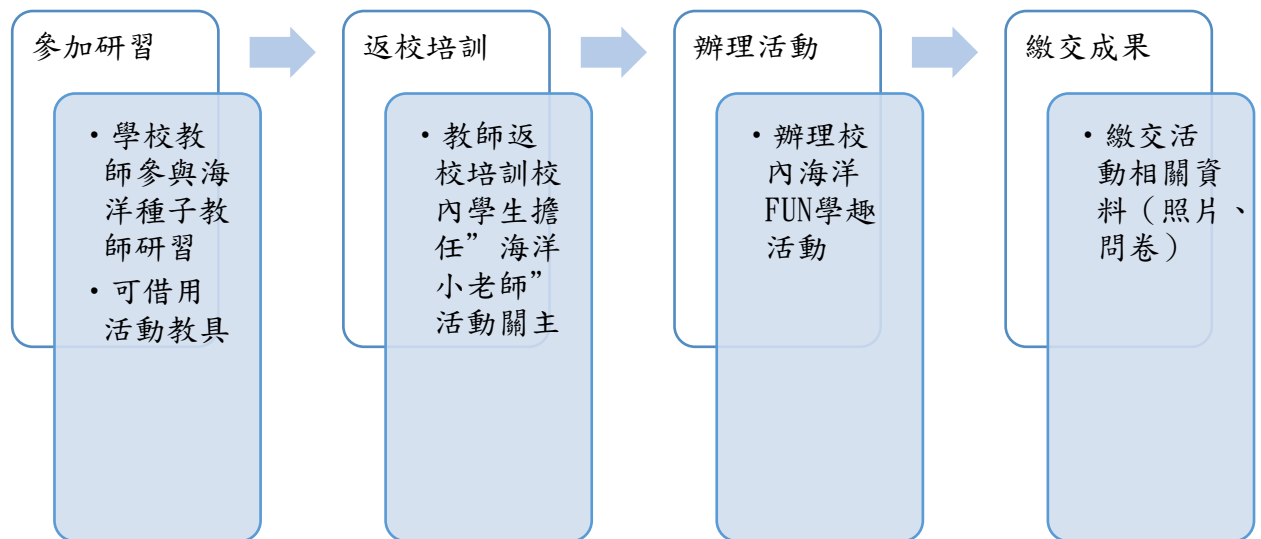 參加研習
・學校教
師參與海
洋種子教
師研習
・可借用
活動教具
返校培訓
・教師返
校培訓校
內學生擔
任”海洋
小老師”
活動關主
辦理活動
・辦理校
內海洋
FUN學趣
活動
繳交成果
・繳交活
動相關資
料（照片、
問卷）